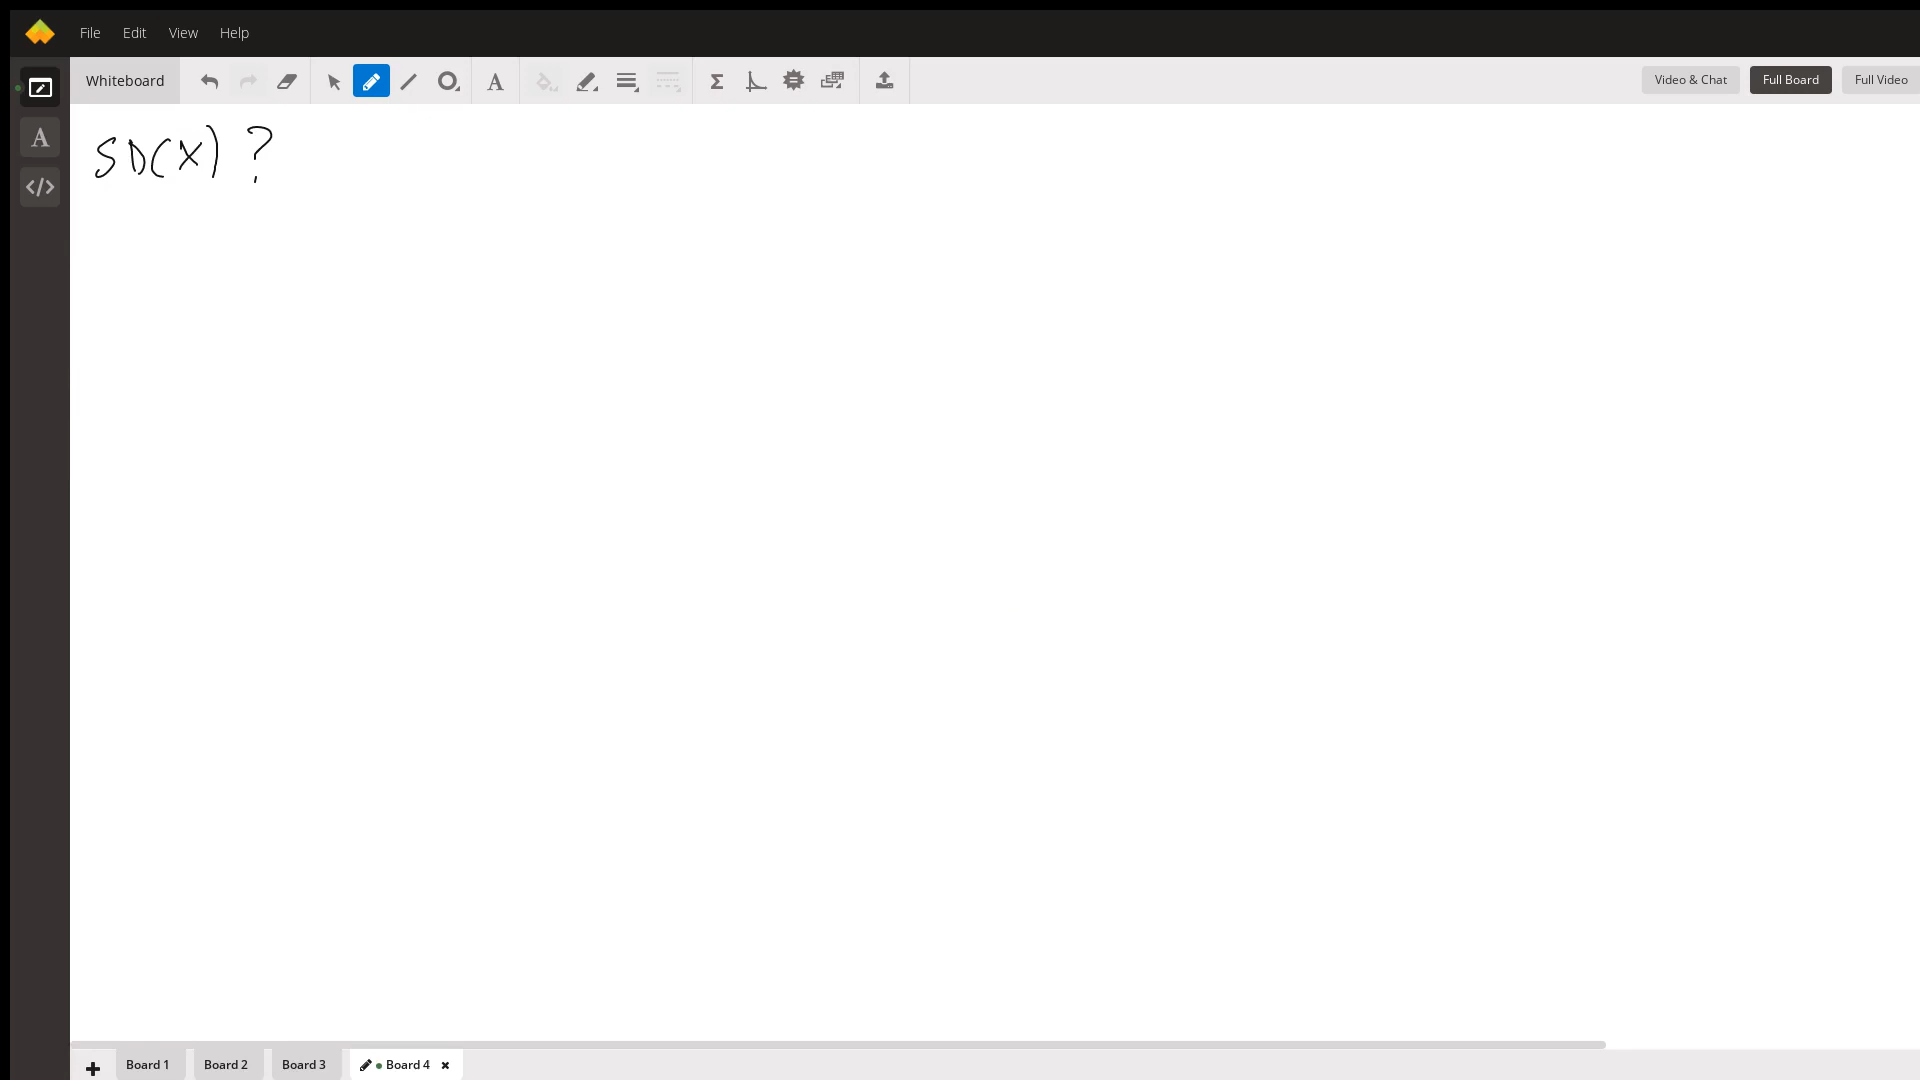 File Edit View Help
Whiteboard A Σ Video & Chat Full Board Full Video
A
</>
SD(X) ?
+ Board 1 Board 2 Board 3 Board 4 ×